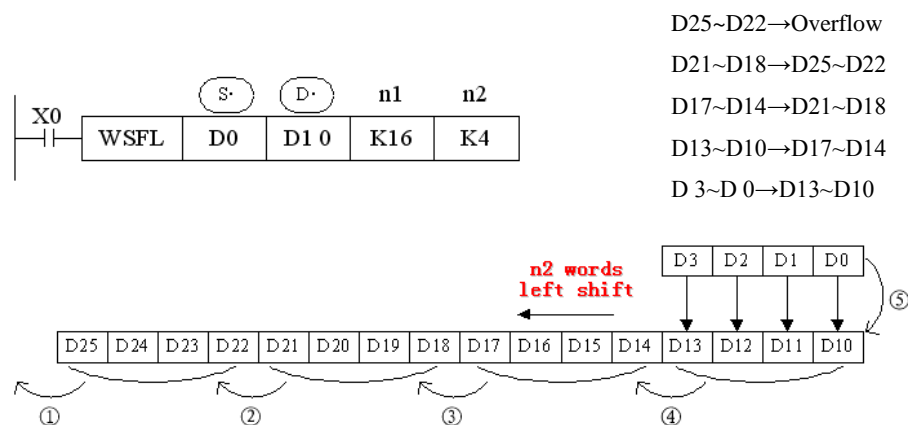 D25~D22→Overflow
D21~D18→D25~D22
D17~D14→D21~D18
D13~D10→D17~D14
D 3~D 0→D13~D10
S· D· n1 n2
X0
WSFL D0 D1 0 K16 K4
n2 words
left shift
D3 D2 D1 D0
⑤
D25 D24 D23 D22 D21 D20 D19 D18 D17 D16 D15 D14 D13 D12 D11 D10
① ② ③ ④